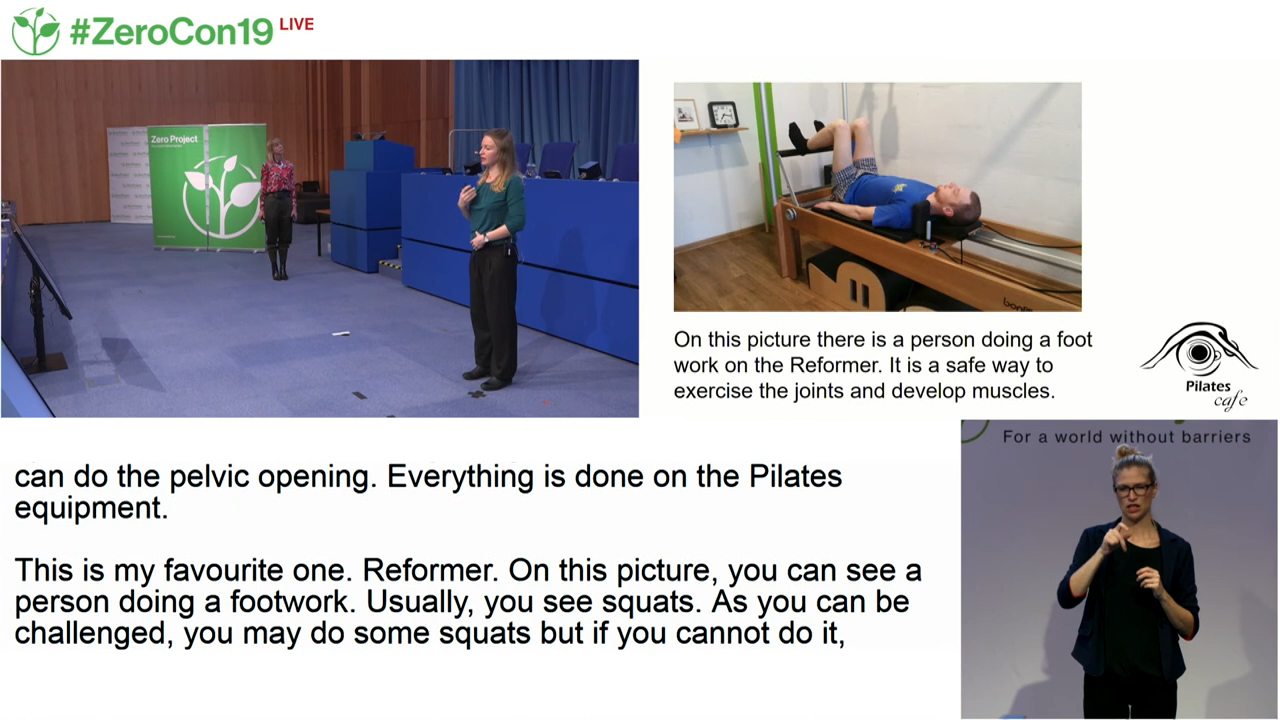 #ZeroCon19 LIVE
Zero Project
On this picture there is a person doing a foot
work on the Reformer. It is a safe way to
exercise the joints and develop muscles.
Pilates
cafe
can do the pelvic opening. Everything is done on the Pilates
equipment.
This is my favourite one. Reformer. On this picture, you can see a
person doing a footwork. Usually, you see squats. As you can be
challenged, you may do some squats but if you cannot do it,
For a world without barriers